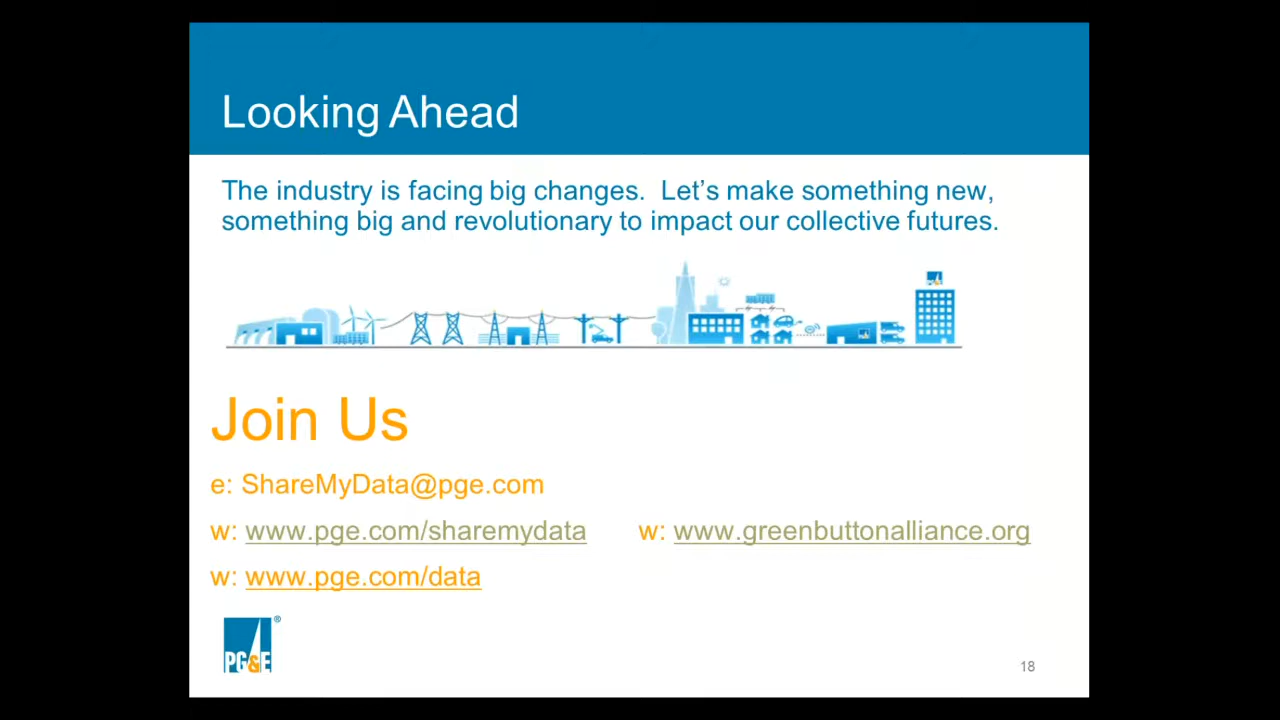 Looking Ahead
The industry is facing big changes.  Let's make something new,
something big and revolutionary to impact our collective futures.
Join Us
e: ShareMyData@pge.com
w: www.pge.com/sharemydata
w: www.greenbuttonalliance.org
w: www.pge.com/data
PG&E®
18